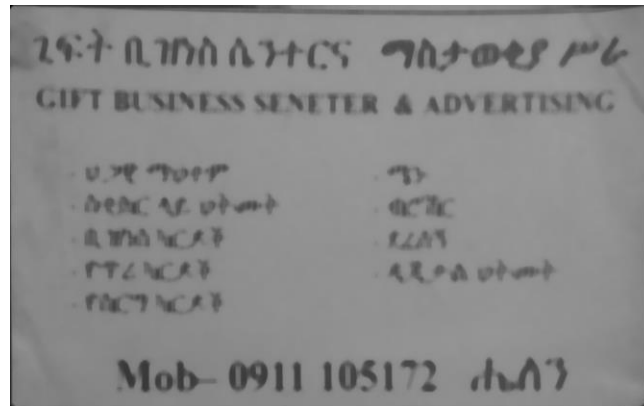 ጊፍት ቢዝነስ ሴንተርና ማስታወቂያ ሥራ
GIFT BUSINESS SENETER & ADVERTISING
ህጋዊ ማህተም
ስቲከር ላይ ህትመት
ቢዝነስ ካርዶች
የጥሪ ካርዶች
የሰርግ ካርዶች
ባነር
ብሮሸር
ደረሰኝ
ዲጂታል ህትመት
Mob– 0911 105172 ሐሰን